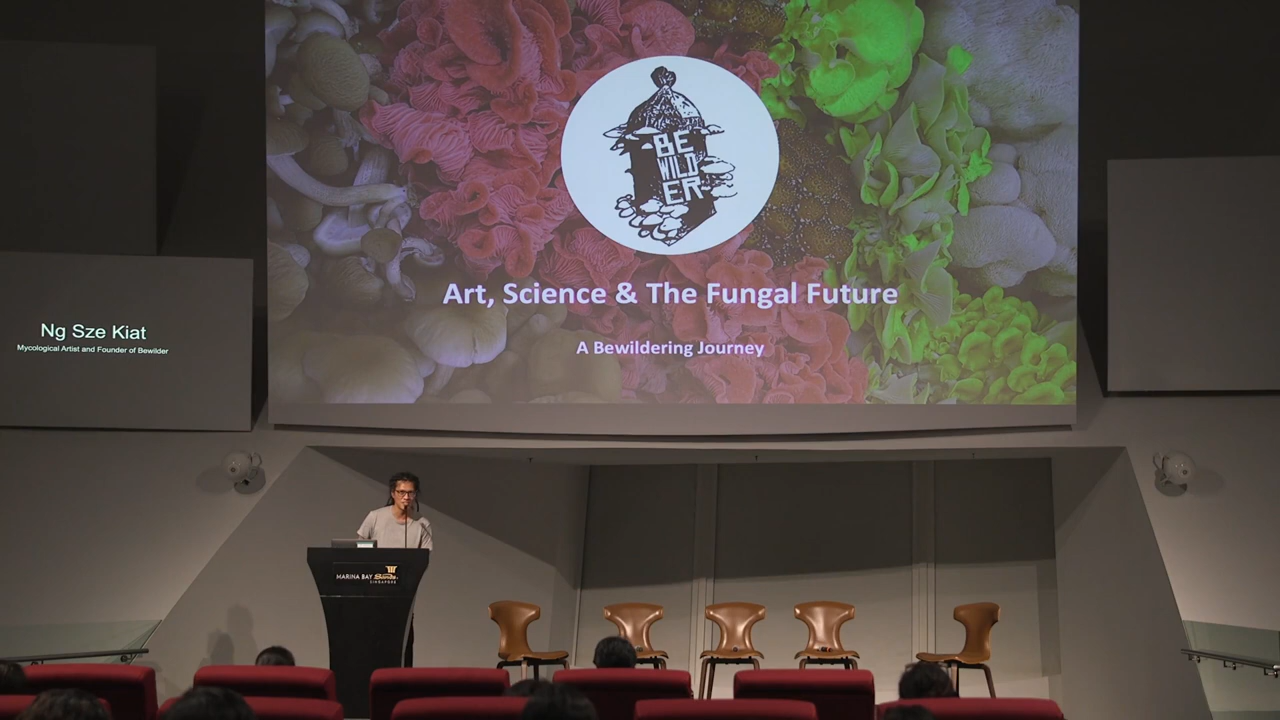 BE
WILD
ER
Art, Science & The Fungal Future
A Bewildering Journey
Ng Sze Kiat
Mycological Artist and Founder of Bewilder
MARINA BAY Sands
SINGAPORE